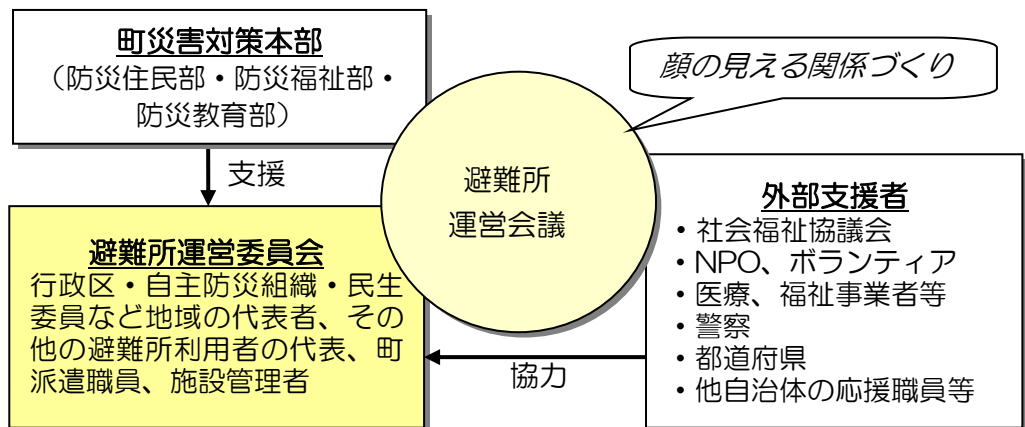 町災害対策本部
（防災住民部・防災福祉部・
防災教育部）
支援
避難所運営委員会
行政区・自主防災組織・民生
委員など地域の代表者、その
他の避難所利用者の代表、町
派遣職員、施設管理者
避難所
運営会議
顔の見える関係づくり
外部支援者
・社会福祉協議会
・NPO、ボランティア
・医療、福祉事業者等
・警察
・都道府県
・他自治体の応援職員等
協力